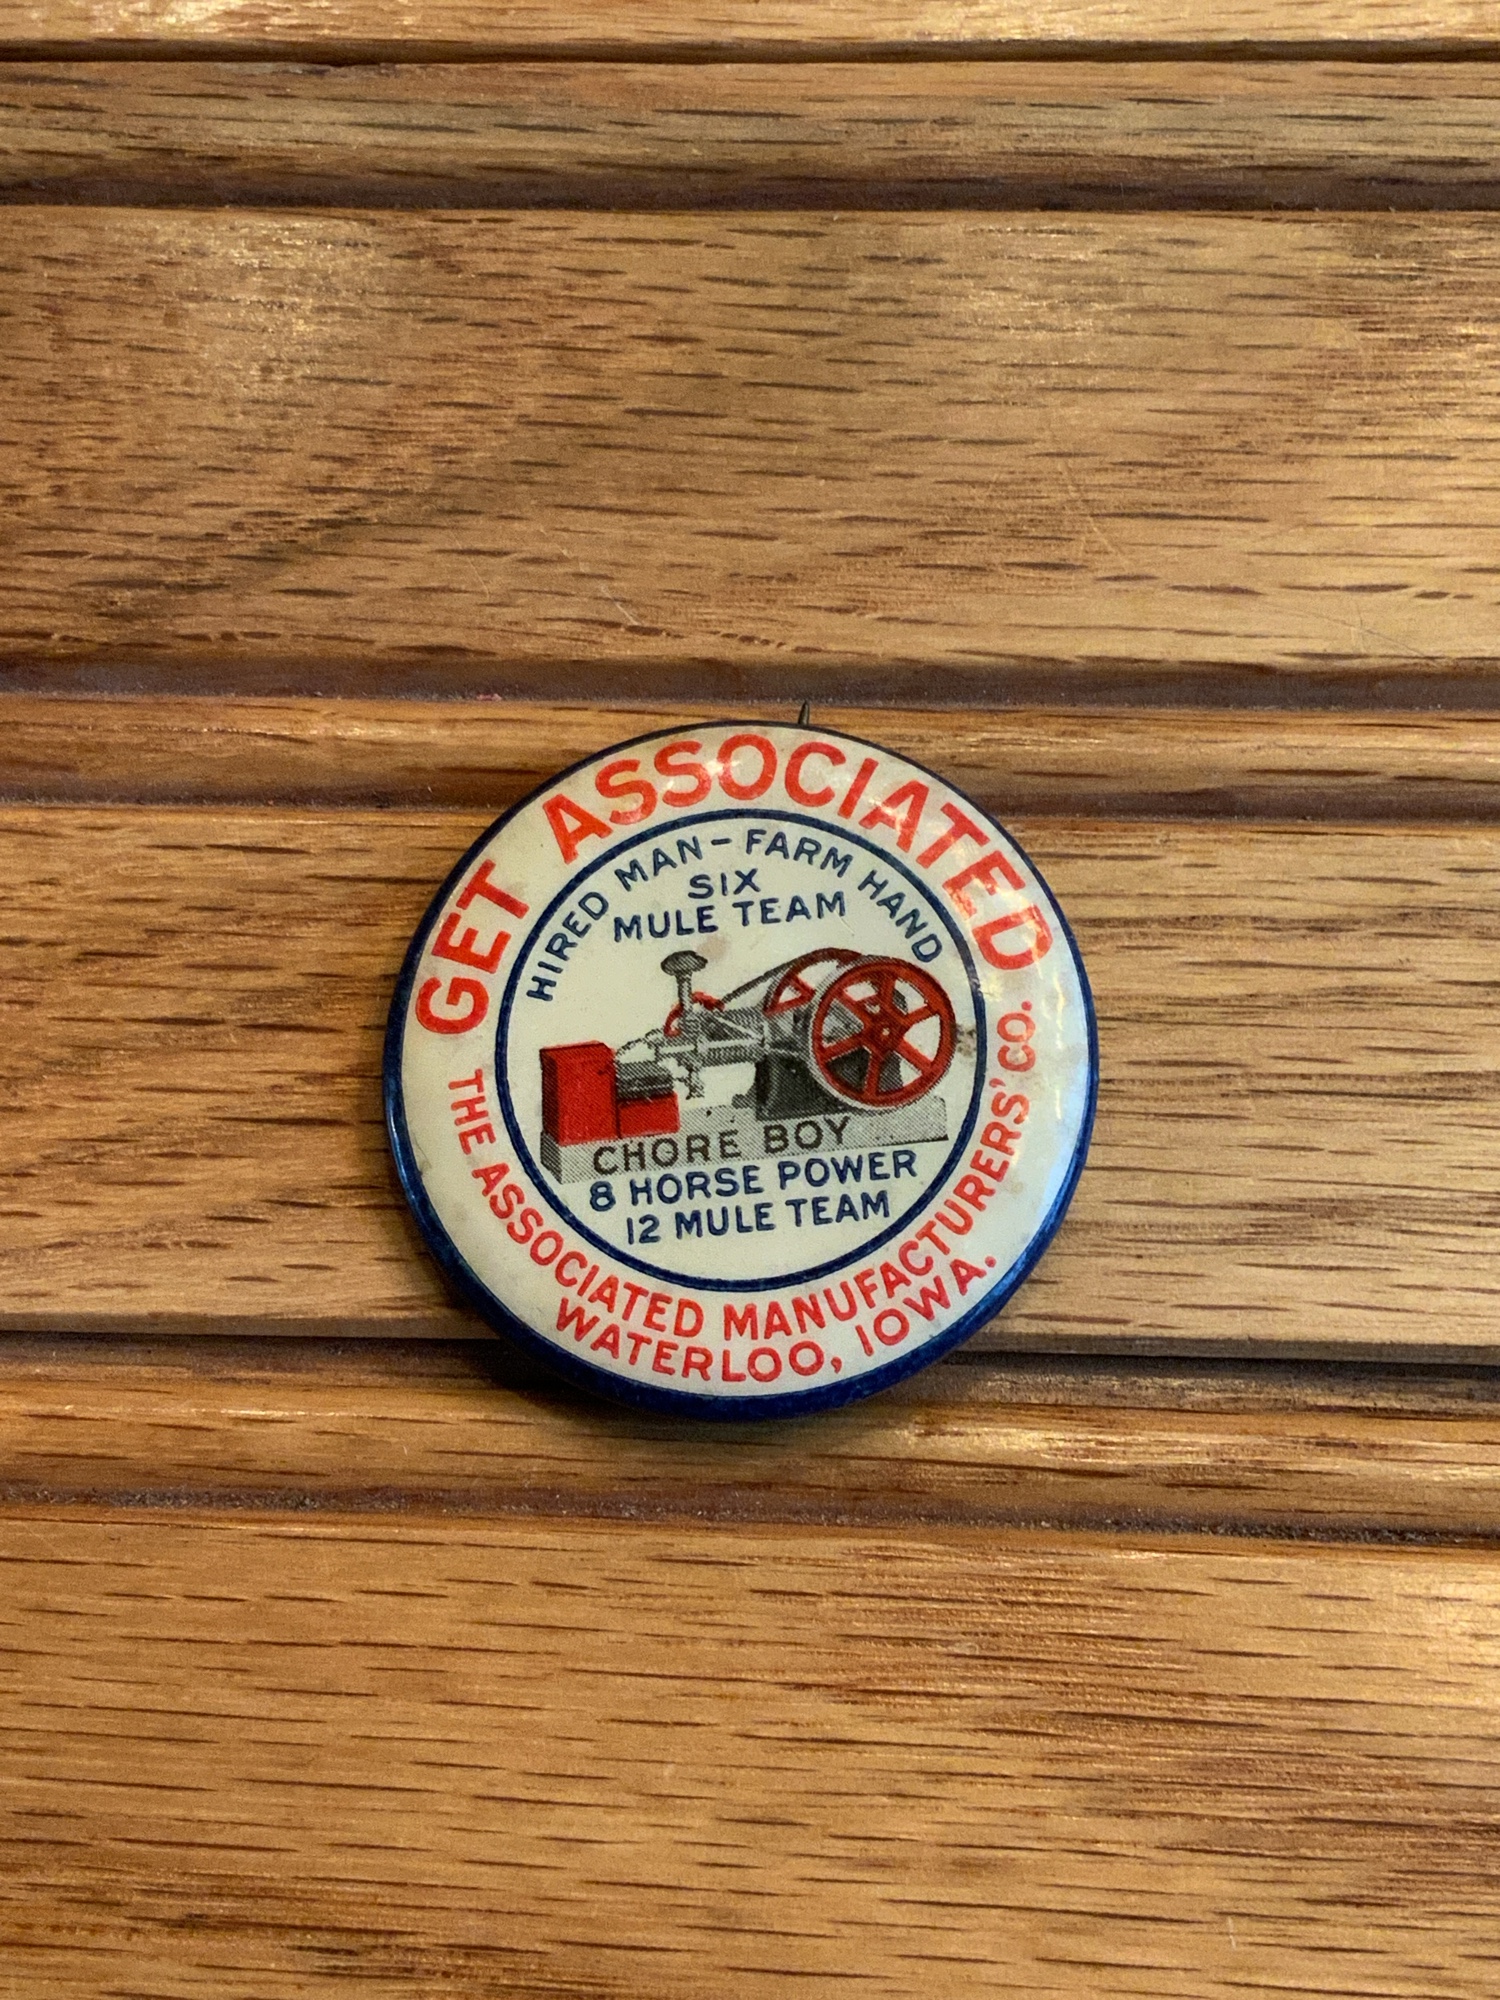 GET ASSOCIATED
HIRED MAN - FARM HAND
SIX
MULE TEAM
CHORE BOY
8 HORSE POWER
12 MULE TEAM
THE ASSOCIATED MANUFACTURERS' CO.
WATERLOO, IOWA.